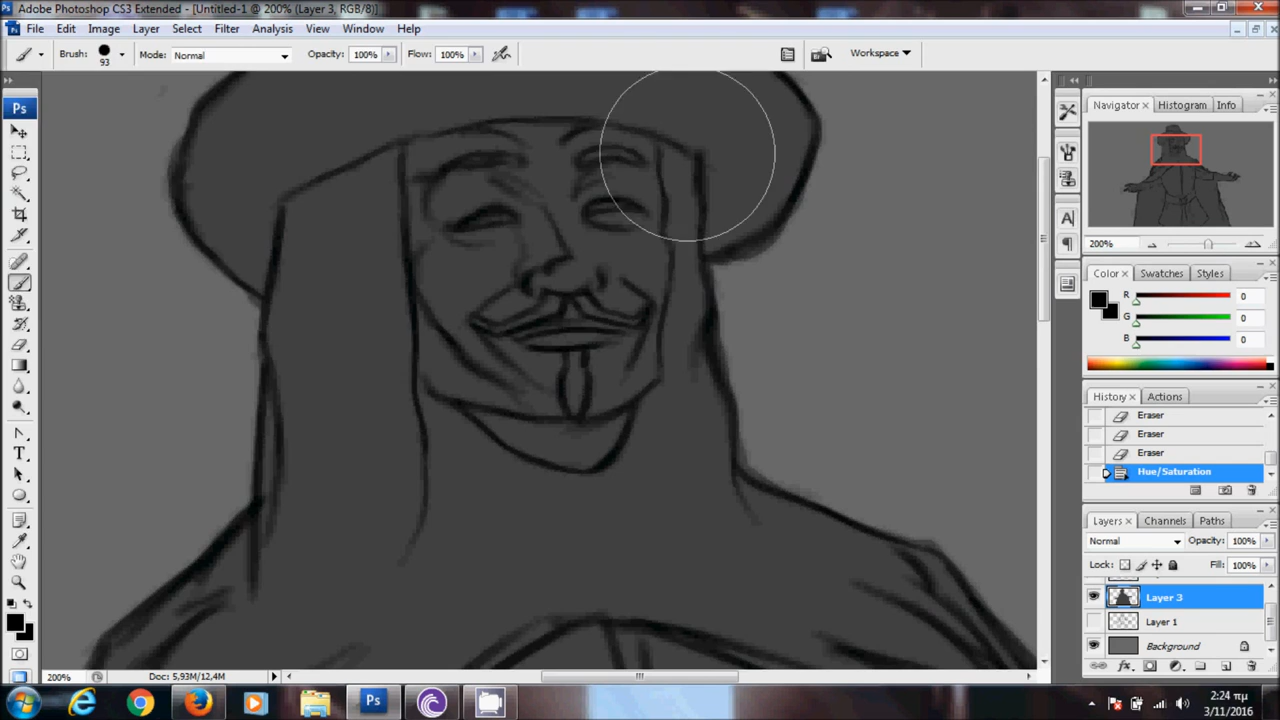 Adobe Photoshop CS3 Extended - [Untitled-1 @ 200% (Layer 3, RGB/8)]
File Edit Image Layer Select Filter Analysis View Window Help
Brush: 93 Mode: Normal Opacity: 100% Flow: 100% Workspace
Ps
Navigator Histogram Info
200%
Color Swatches Styles
R 0
G 0
B 0
History Actions
Eraser
Eraser
Eraser
Hue/Saturation
Layers Channels Paths
Normal Opacity: 100%
Lock: Fill: 100%
Layer 3
Layer 1
Background
200% Doc: 5,93M/12,4M
Ps
2:24 πμ
3/11/2016